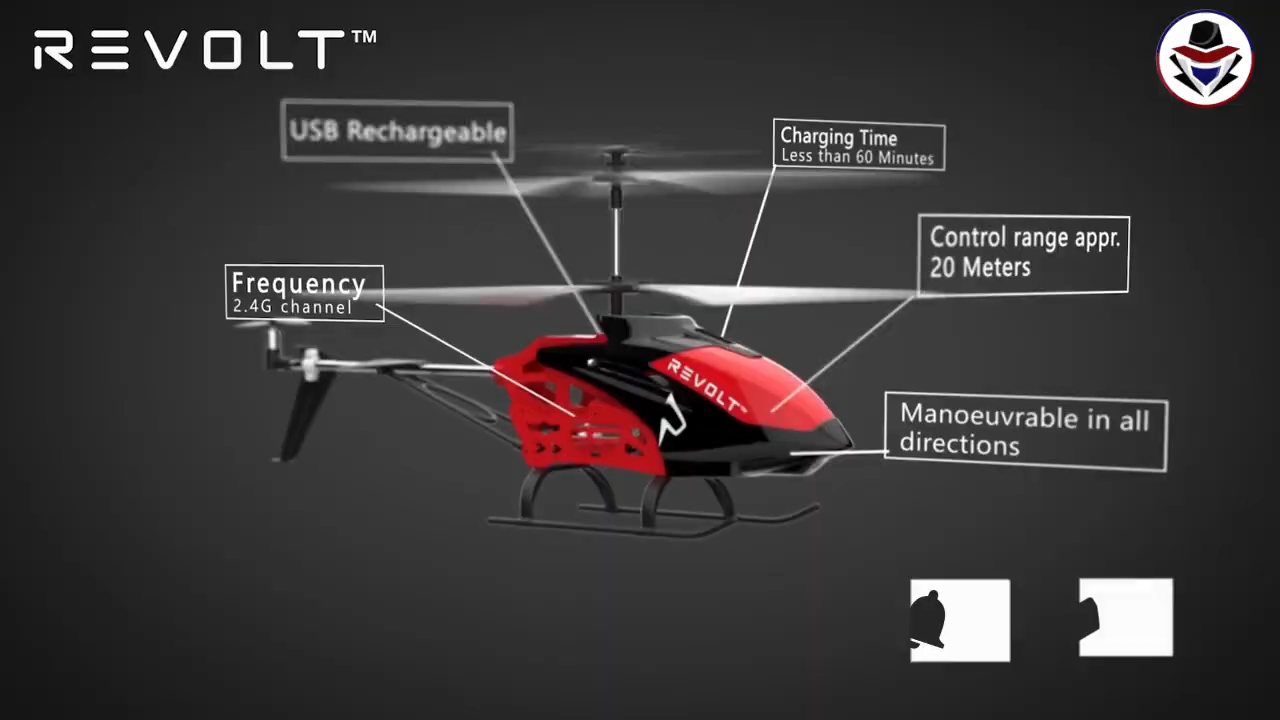 REVOLT™
USB Rechargeable
Charging Time
Less than 60 Minutes
Control range appr.
20 Meters
Frequency
2.4G channel
REVOLT™
Manoeuvrable in all
directions